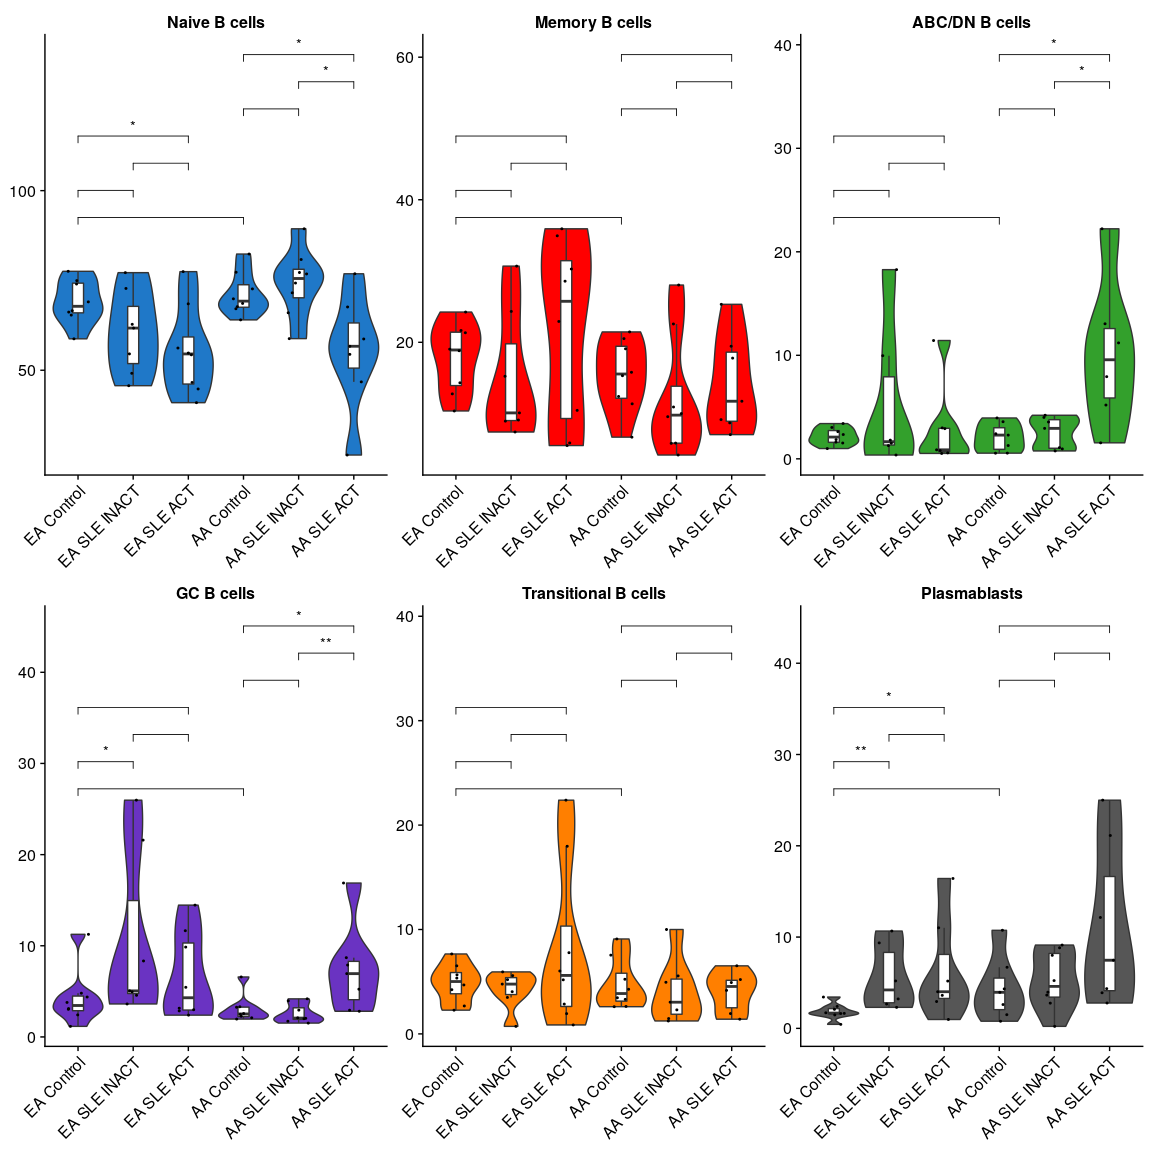 Naive B cells
*
*
*
100
50
EA Control
EA SLE INACT
EA SLE ACT
AA Control
AA SLE INACT
AA SLE ACT
Memory B cells
60
40
20
EA Control
EA SLE INACT
EA SLE ACT
AA Control
AA SLE INACT
AA SLE ACT
ABC/DN B cells
*
*
40
30
20
10
0
EA Control
EA SLE INACT
EA SLE ACT
AA Control
AA SLE INACT
AA SLE ACT
GC B cells
*
**
*
40
30
20
10
0
EA Control
EA SLE INACT
EA SLE ACT
AA Control
AA SLE INACT
AA SLE ACT
Transitional B cells
40
30
20
10
0
EA Control
EA SLE INACT
EA SLE ACT
AA Control
AA SLE INACT
AA SLE ACT
Plasmablasts
*
**
40
30
20
10
0
EA Control
EA SLE INACT
EA SLE ACT
AA Control
AA SLE INACT
AA SLE ACT